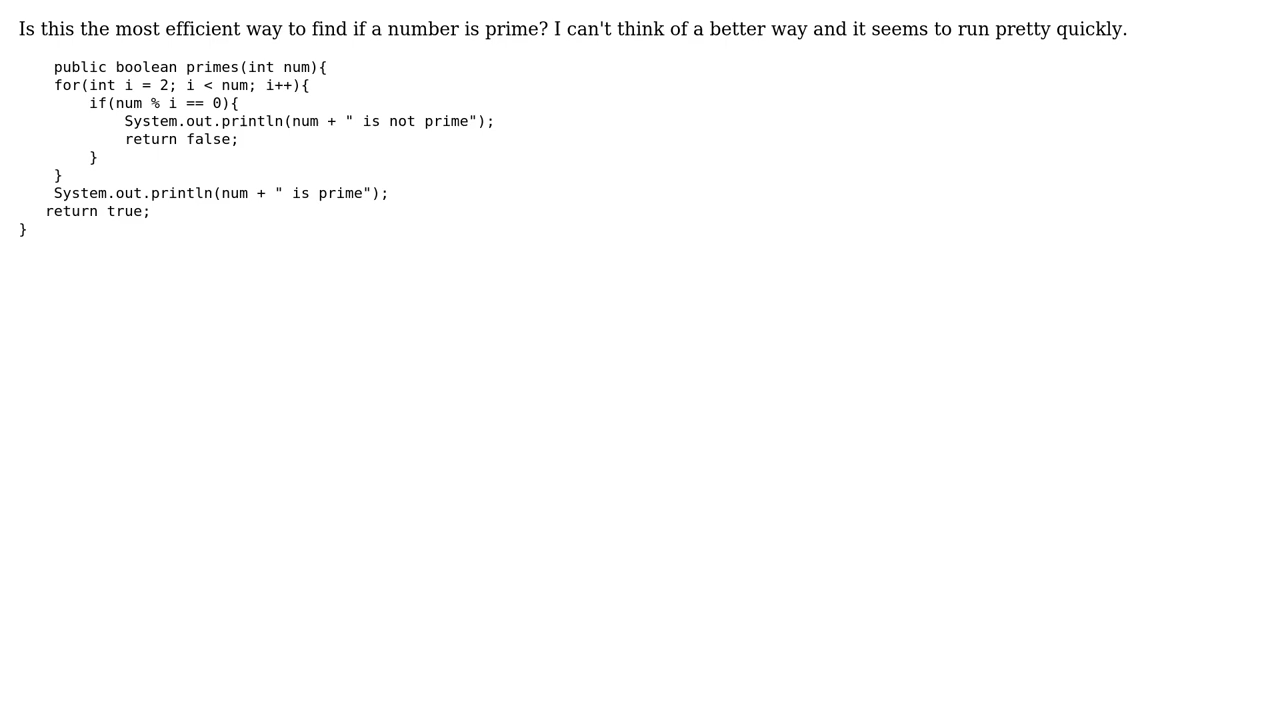 Is this the most efficient way to find if a number is prime? I can't think of a better way and it seems to run pretty quickly.
    public boolean primes(int num){
    for(int i = 2; i < num; i++){
        if(num % i == 0){
            System.out.println(num + " is not prime");
            return false;
        }
    }
    System.out.println(num + " is prime");
   return true;
}